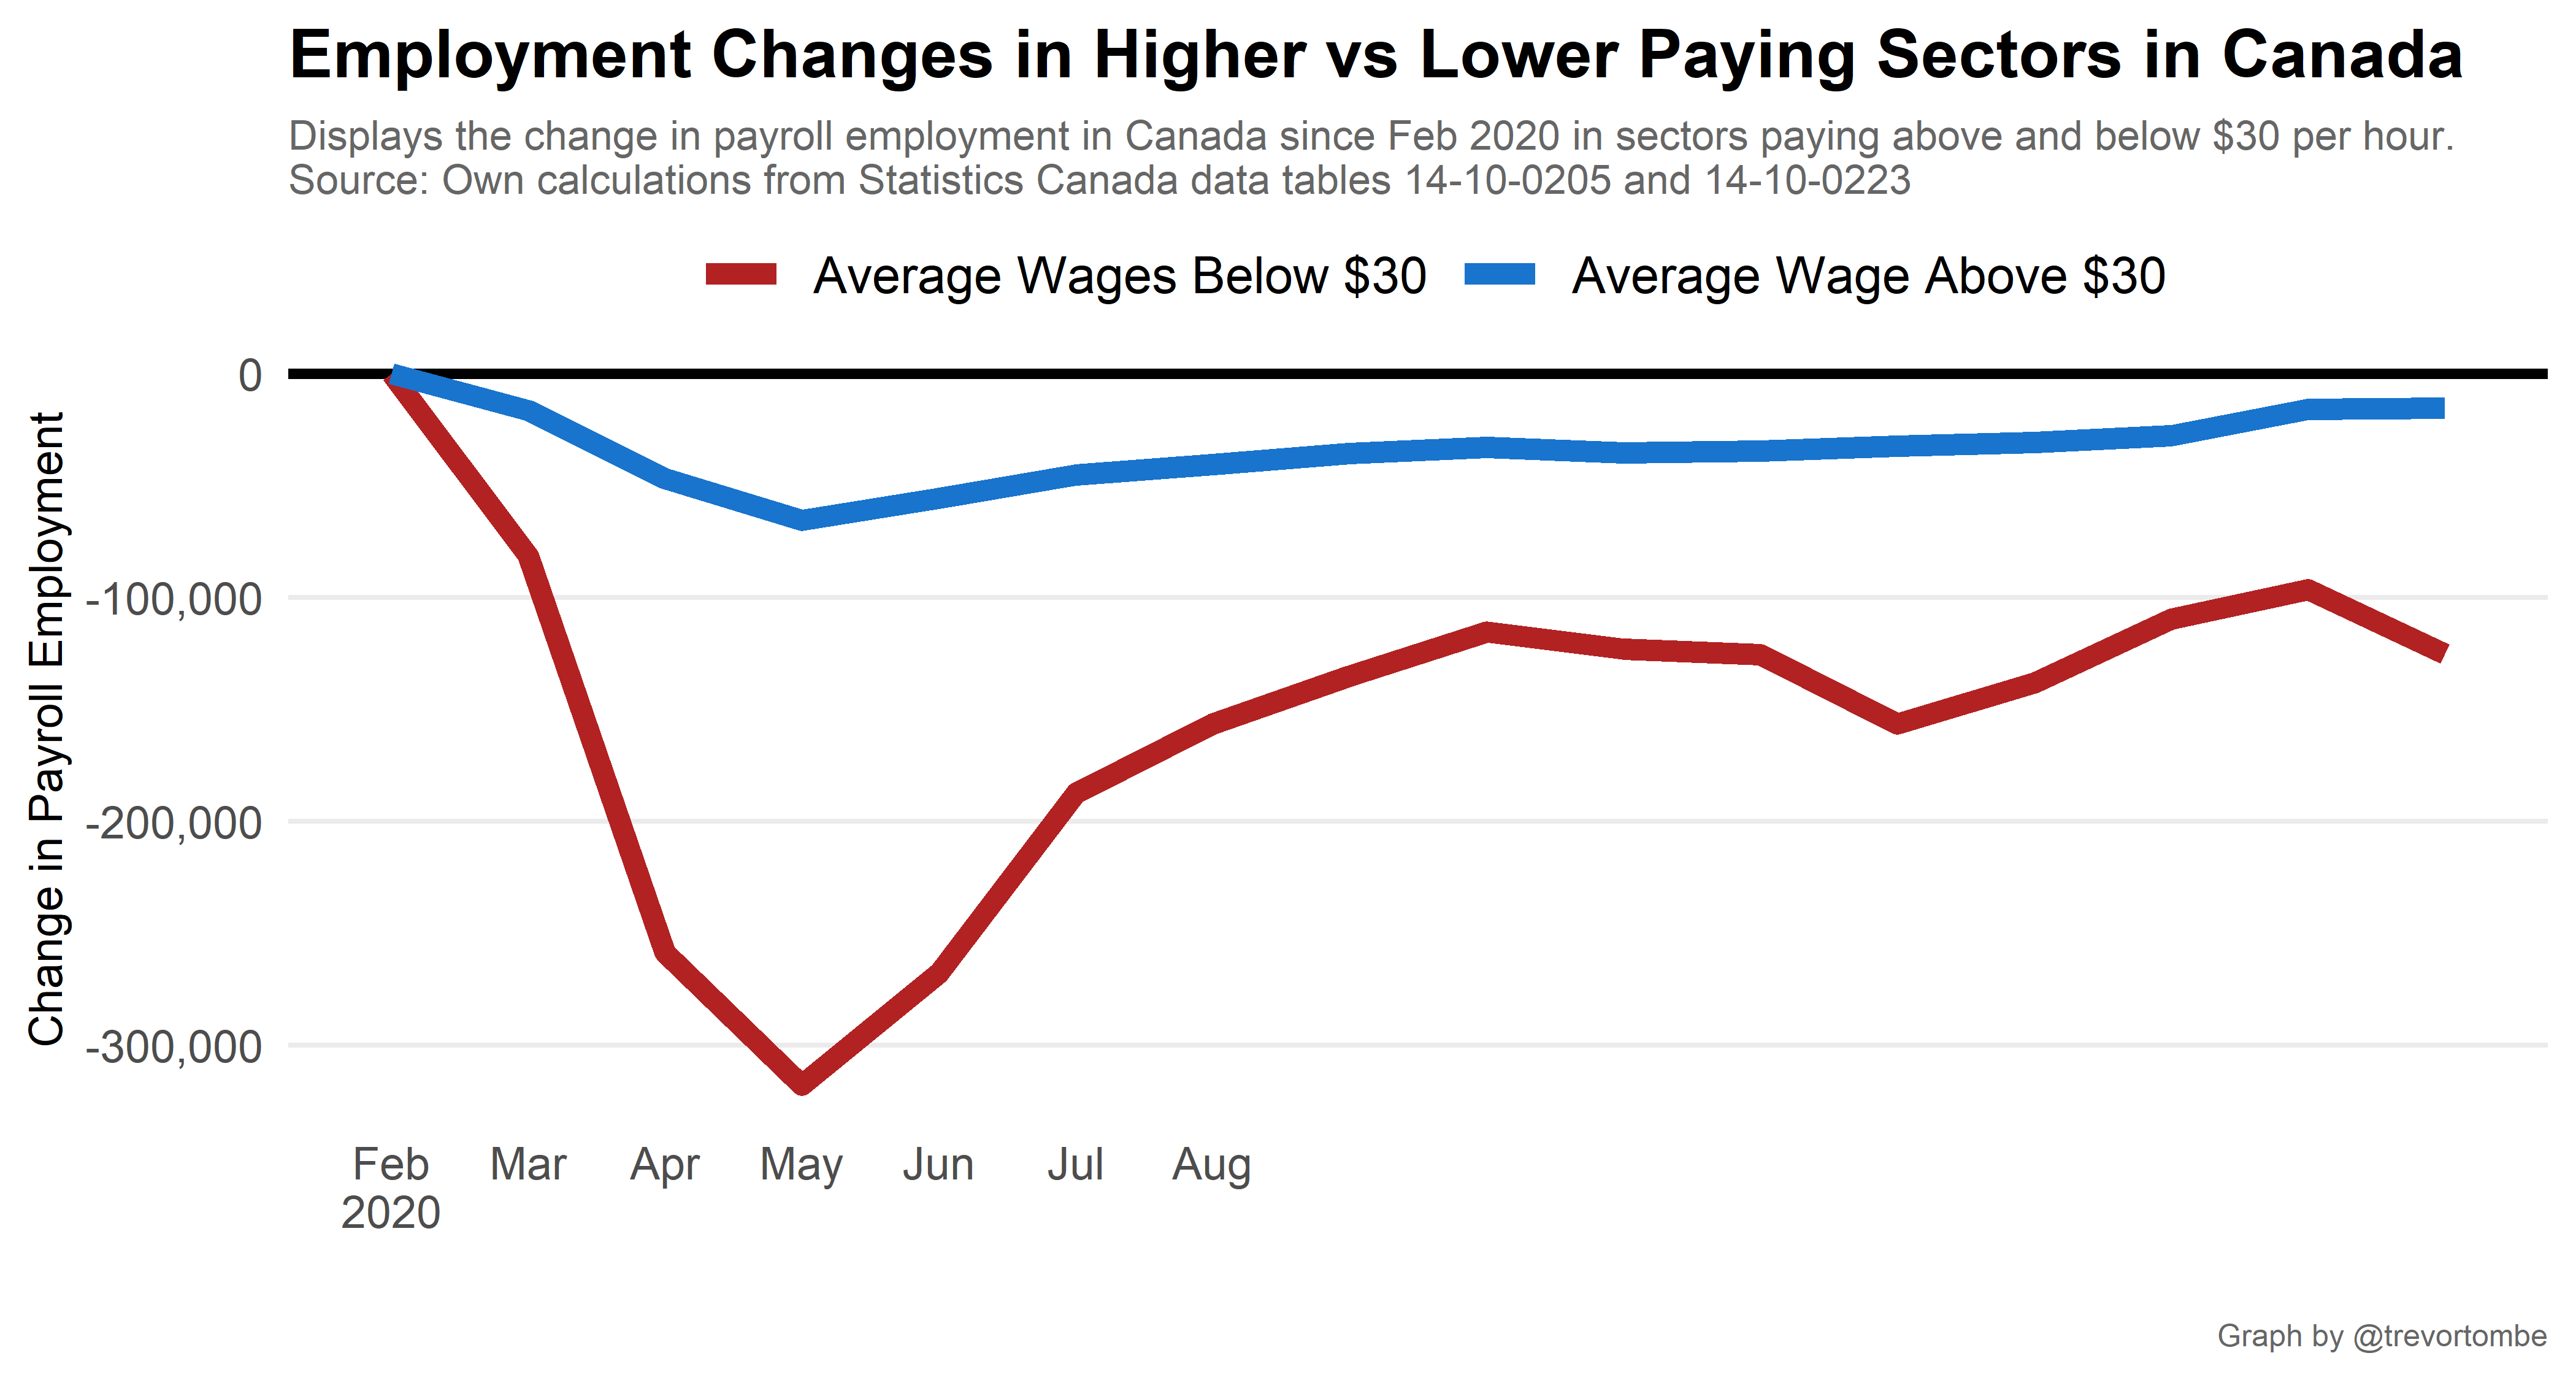 Employment Changes in Higher vs Lower Paying Sectors in Canada
Displays the change in payroll employment in Canada since Feb 2020 in sectors paying above and below $30 per hour.
Source: Own calculations from Statistics Canada data tables 14-10-0205 and 14-10-0223
Average Wages Below $30 Average Wage Above $30
Change in Payroll Employment
0
-100,000
-200,000
-300,000
Feb Mar Apr May Jun Jul Aug
2020
Graph by @trevortombe